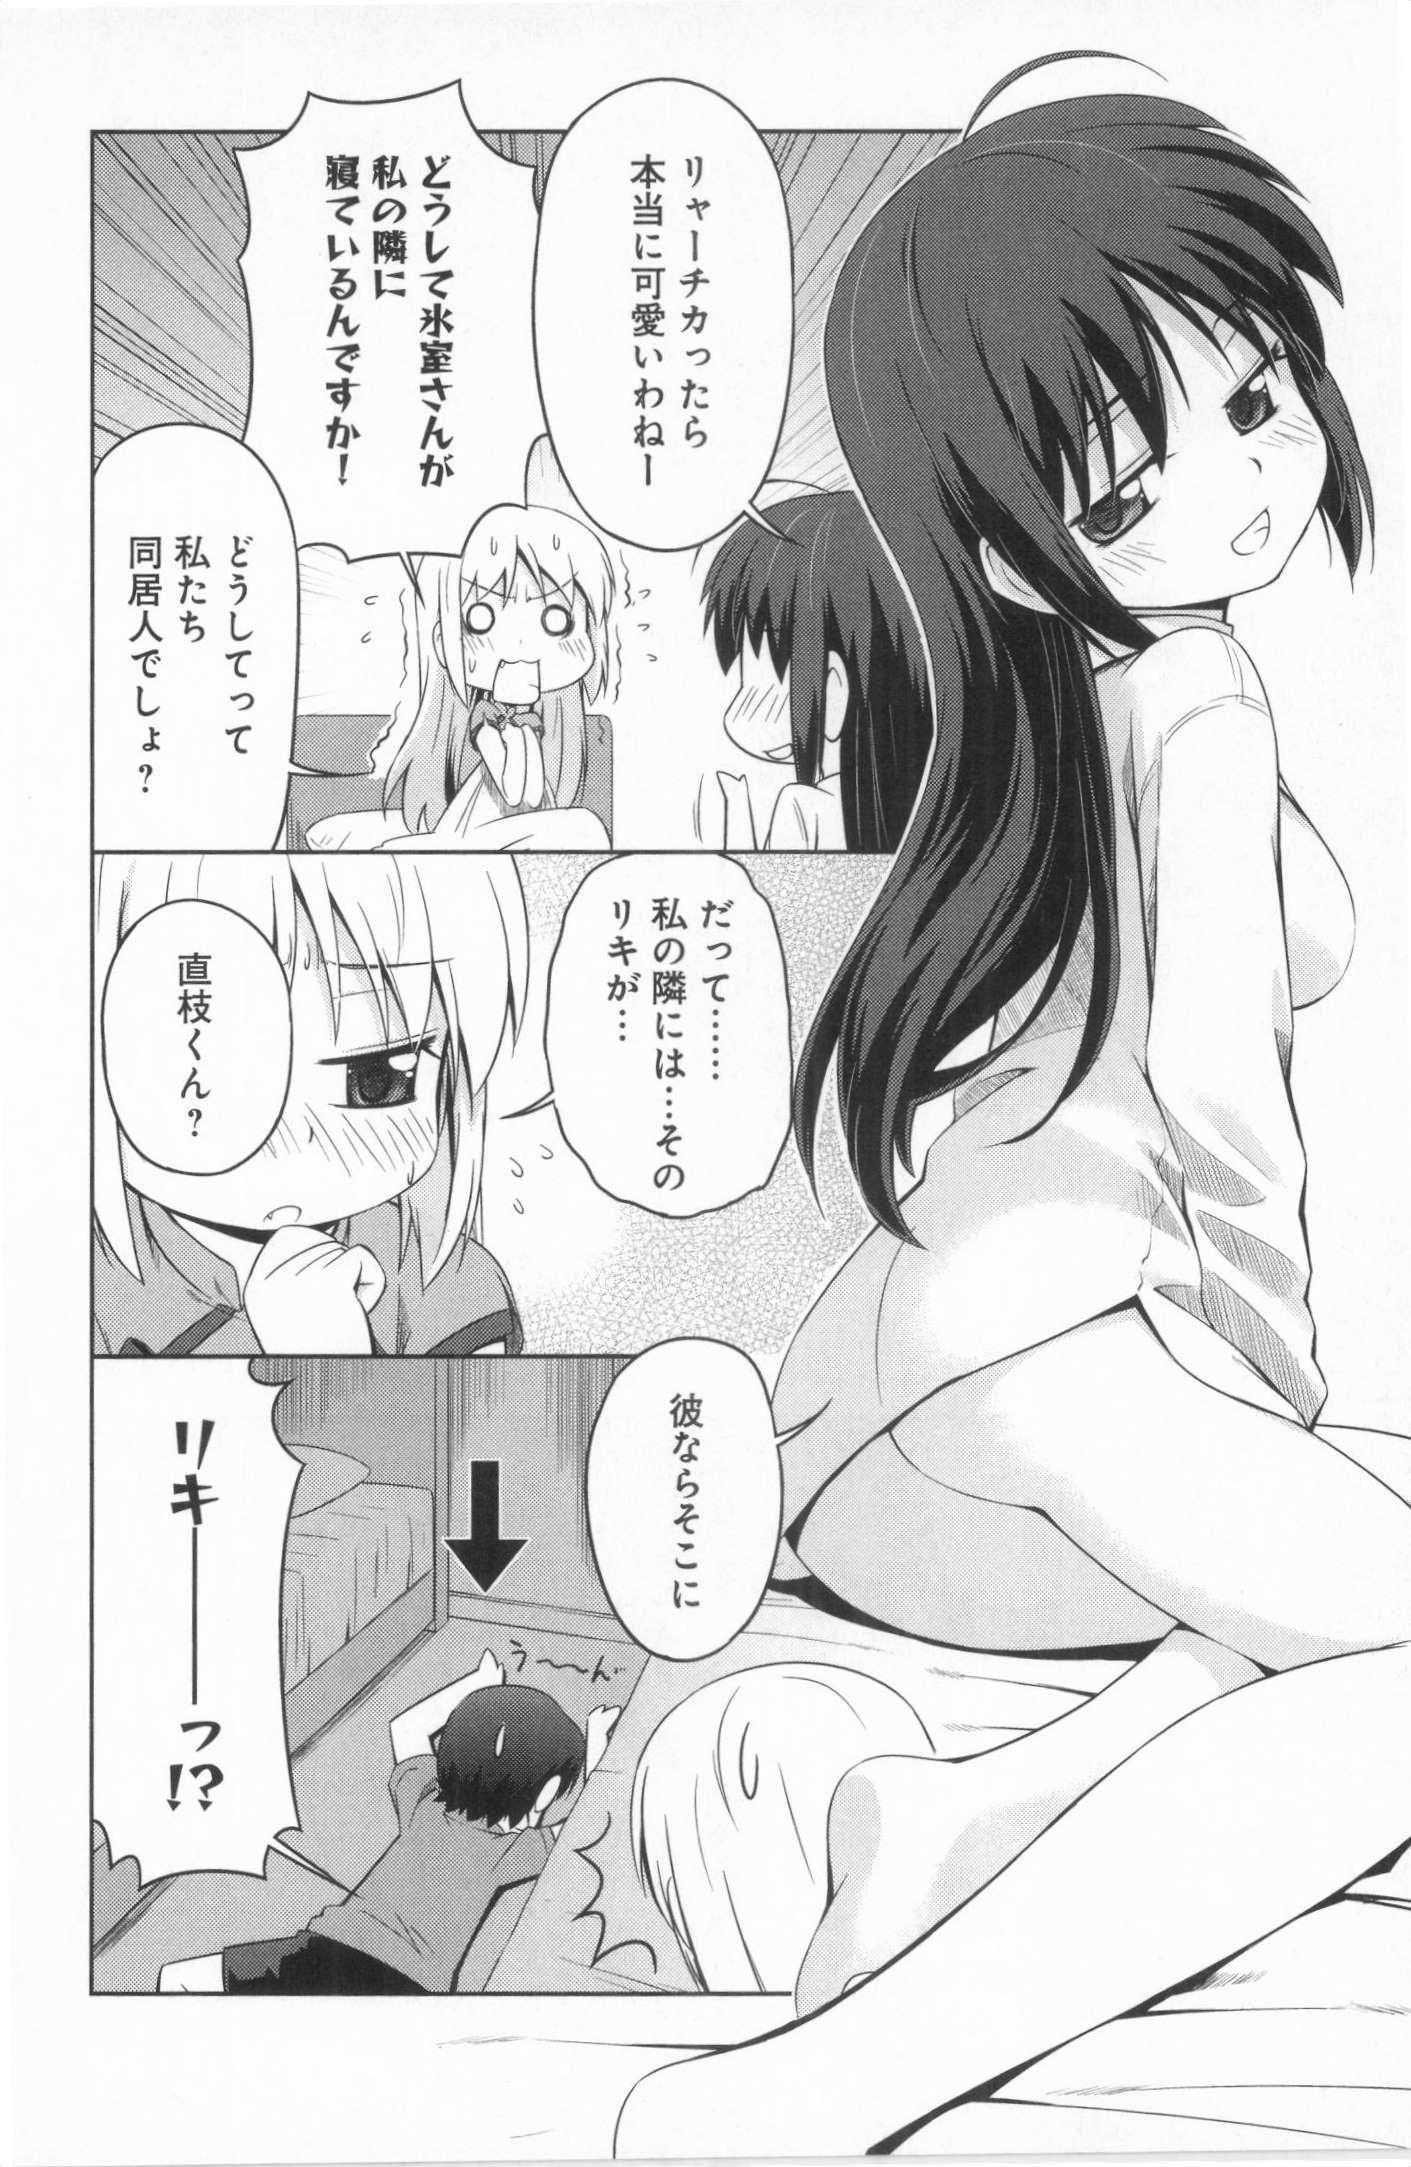 リャーチカったら
本当に可愛いわねー
どうして氷室さんが
私の隣に
寝ているんですか！
どうしてって
私たち
同居人でしょ？
だって……
私の隣には…その
リキが…
直枝くん？
彼ならそこに
う〜〜ん
リキーーーっ!?